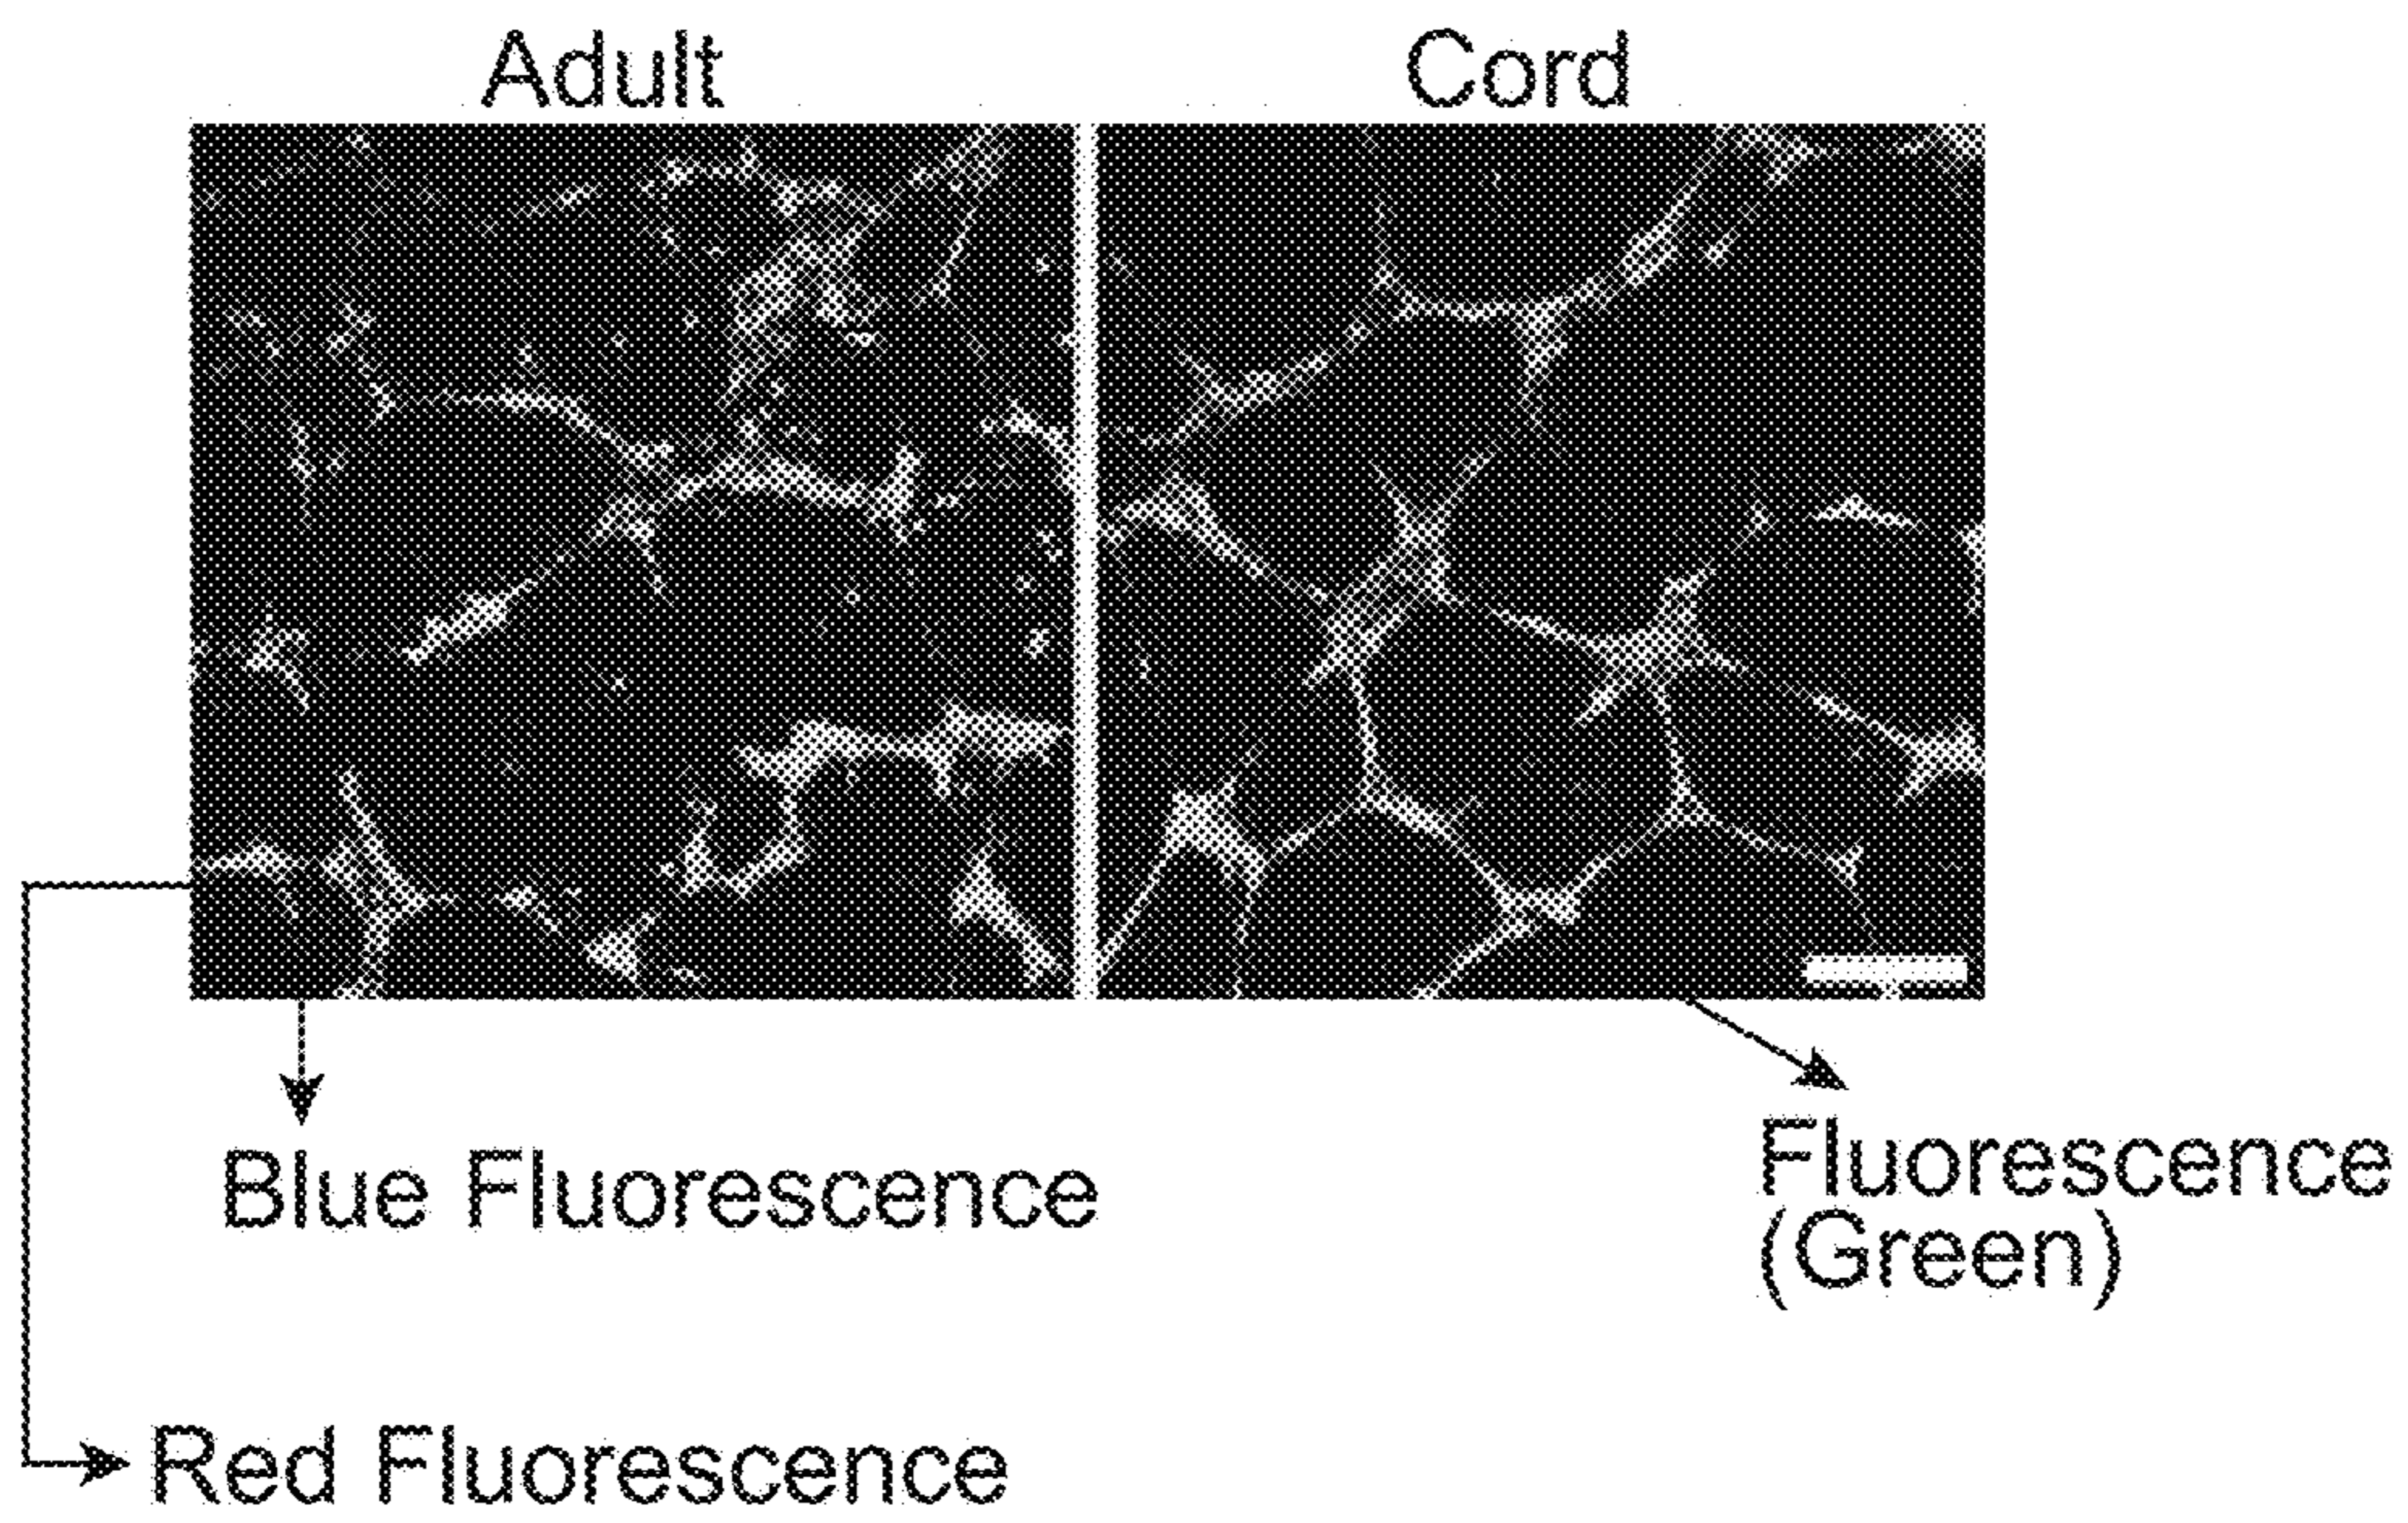 Adult
Cord
Blue Fluorescence
Fluorescence
(Green)
Red Fluorescence